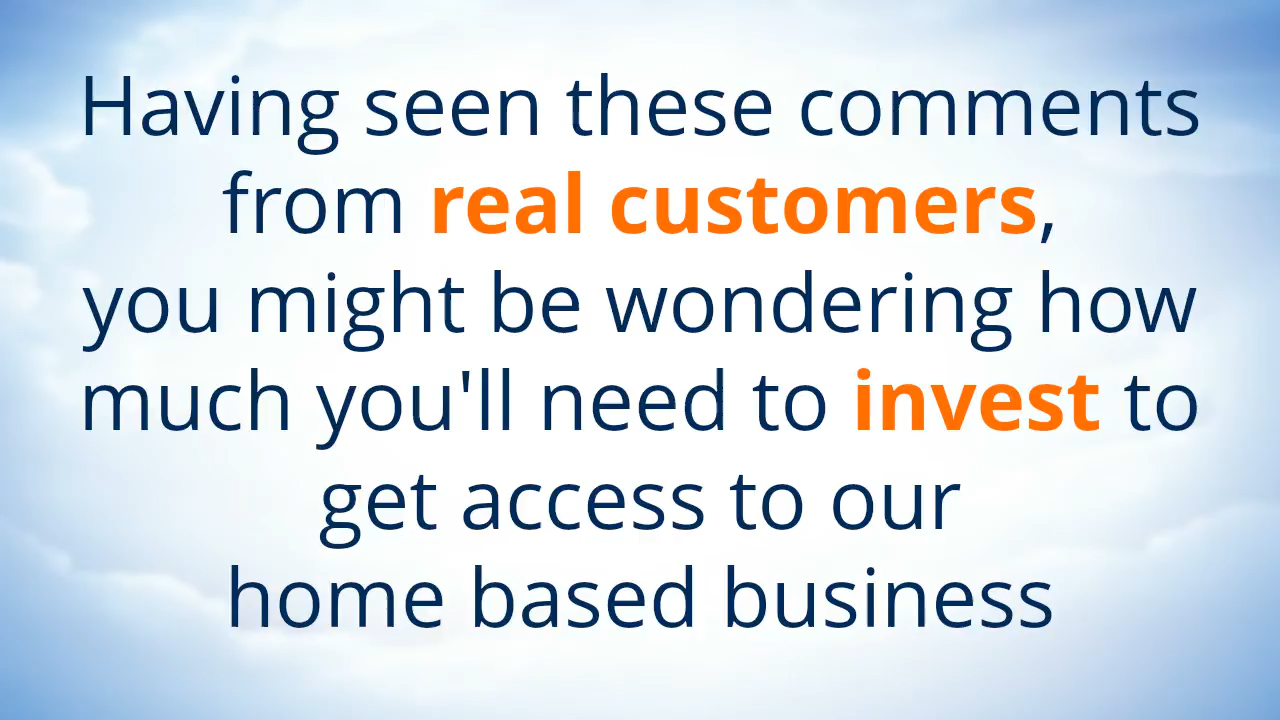 Having seen these comments
from real customers,
you might be wondering how
much you'll need to invest to
get access to our
home based business